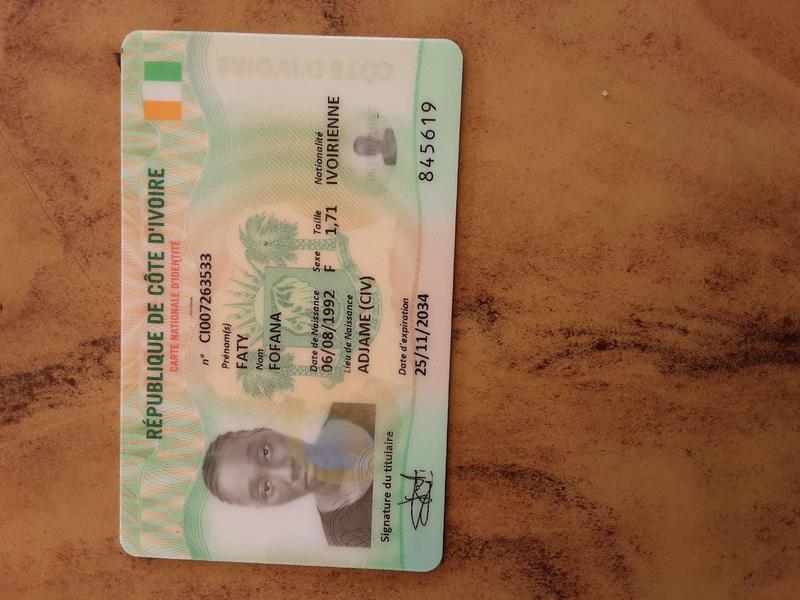 RÉPUBLIQUE DE CÔTE D'IVOIRE
CARTE NATIONALE D'IDENTITÉ
n° CI007263533
Prénom(s)
FATY
Nom
FOFANA
Date de Naissance Sexe Taille Nationalité
06/08/1992 F 1,71 IVOIRIENNE
Lieu de Naissance
ADJAME (CIV)
Date d'expiration
25/11/2034
845619
Signature du titulaire
CÔTE D'IVOIRE